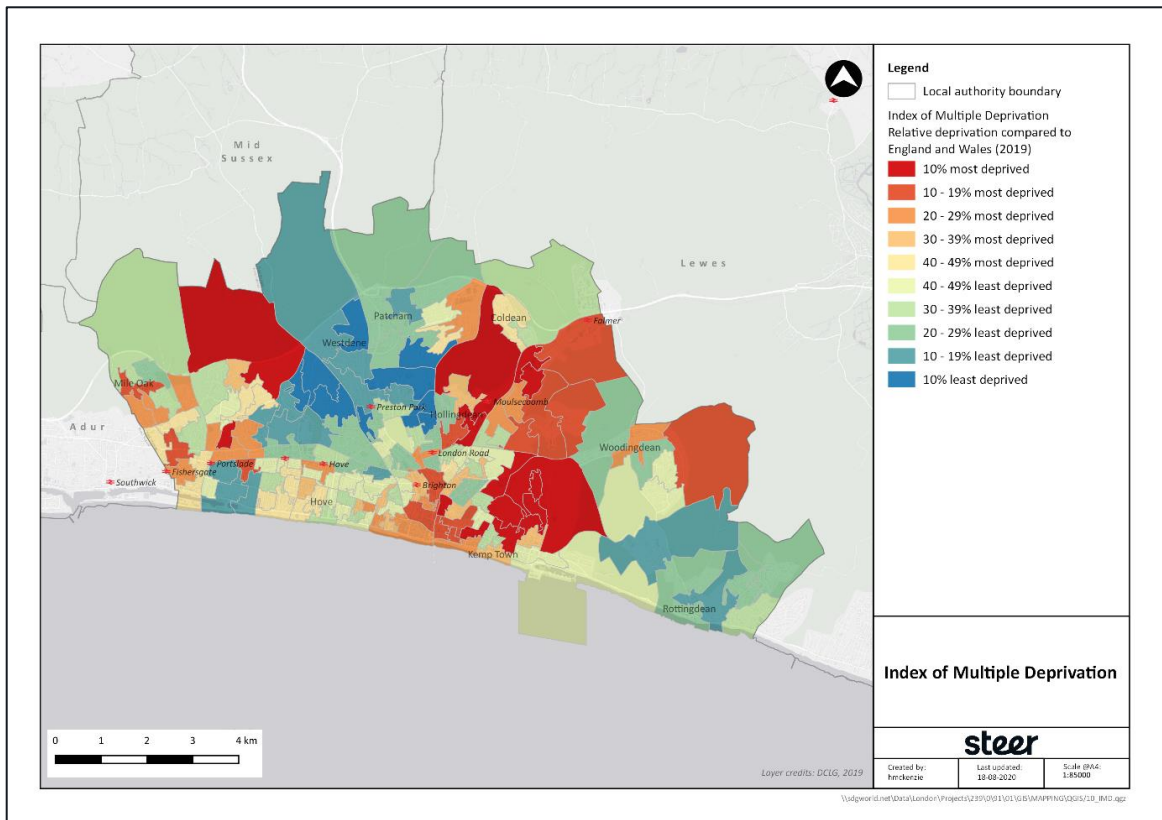 Mid
Sussex
Lewes
Adur
Patcham
Coldean
Falmer
Westdene
Mile Oak
Preston Park
Hollingdean
Moulsecoomb
Woodingdean
London Road
Portslade
Hove
Fishersgate
Southwick
Brighton
Hove
Kemp Town
Rottingdean
0 1 2 3 4 km
Layer credits: DCLG, 2019
Legend
Local authority boundary
Index of Multiple Deprivation
Relative deprivation compared to
England and Wales (2019)
10% most deprived
10 - 19% most deprived
20 - 29% most deprived
30 - 39% most deprived
40 - 49% most deprived
40 - 49% least deprived
30 - 39% least deprived
20 - 29% least deprived
10 - 19% least deprived
10% least deprived
Index of Multiple Deprivation
steer
Created by:
hmckenzie
Last updated:
18-08-2020
Scale @A4:
1:85000